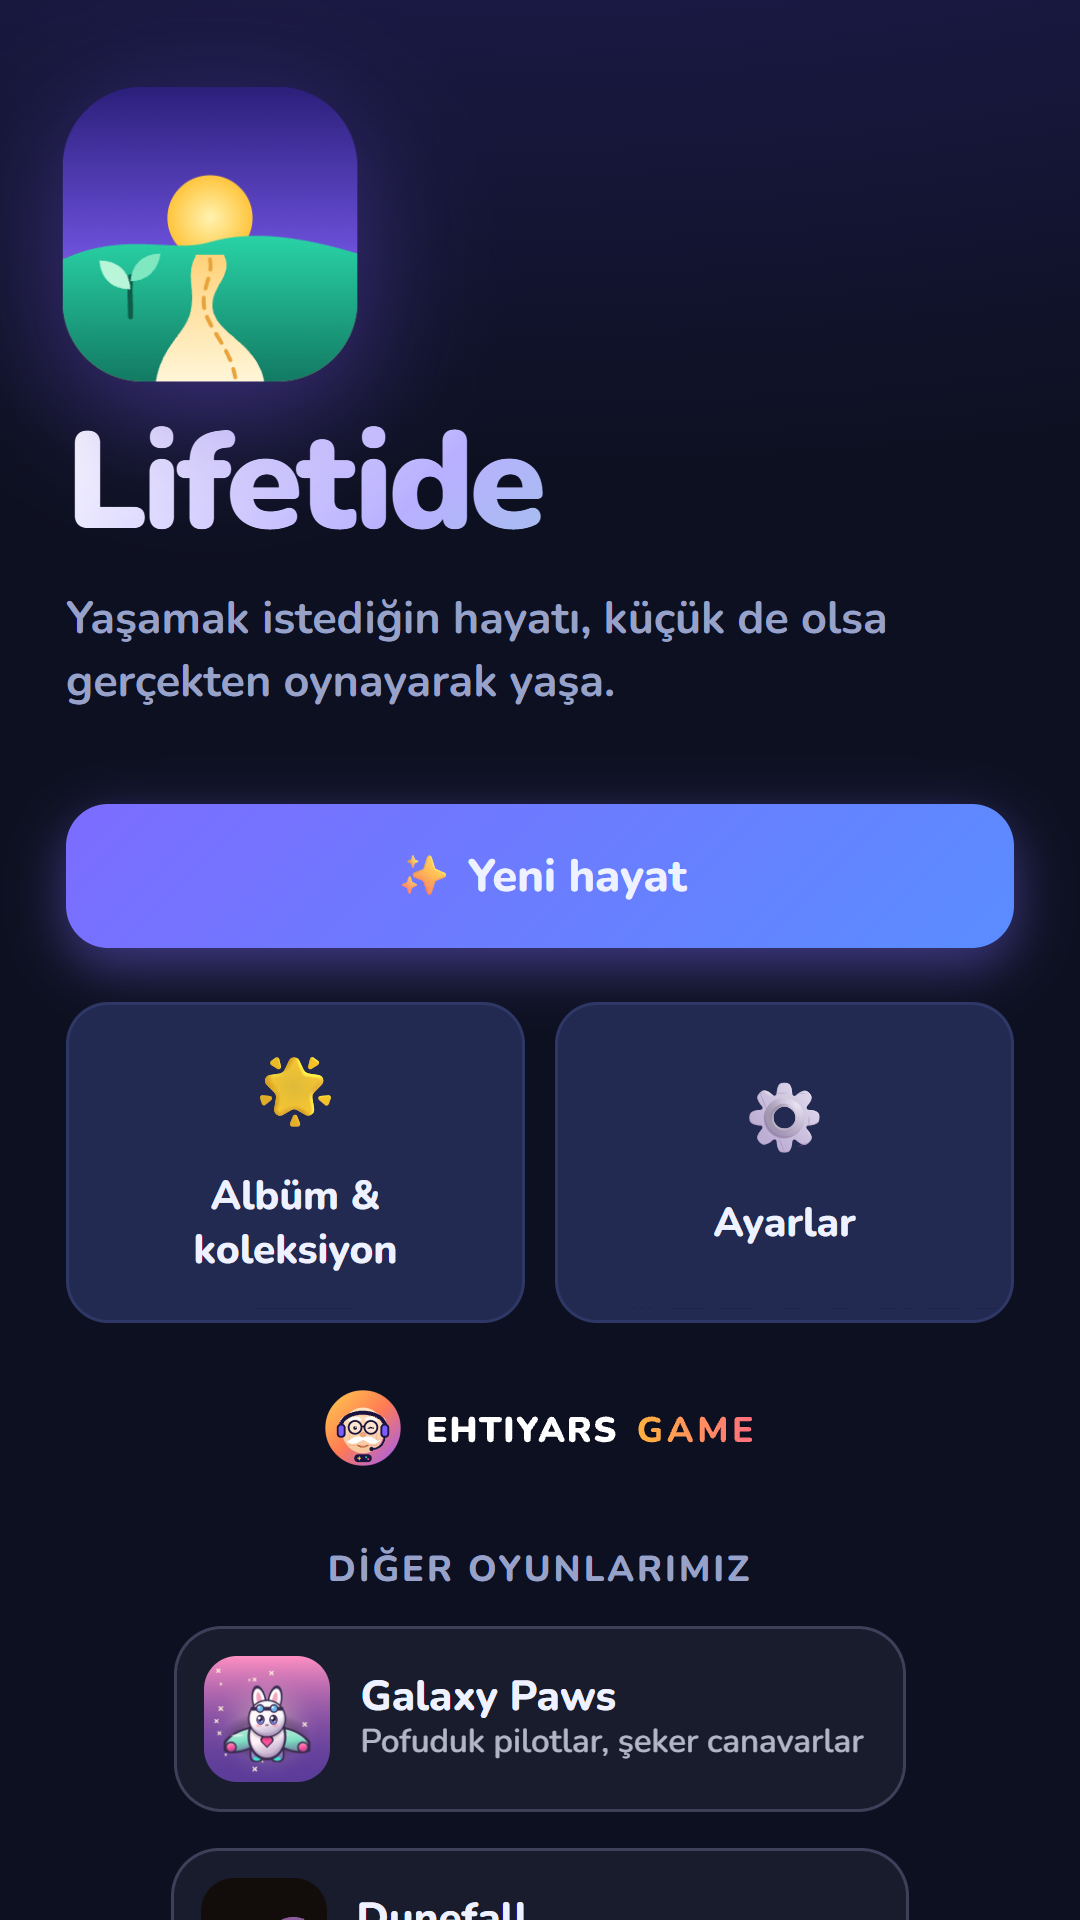 Lifetide
Yaşamak istediğin hayatı, küçük de olsa
gerçekten oynayarak yaşa.
Yeni hayat
Albüm &
koleksiyon
Ayarlar
EHTIYARS GAME
DİĞER OYUNLARIMIZ
Galaxy Paws
Pofuduk pilotlar, şeker canavarlar
Dunefall